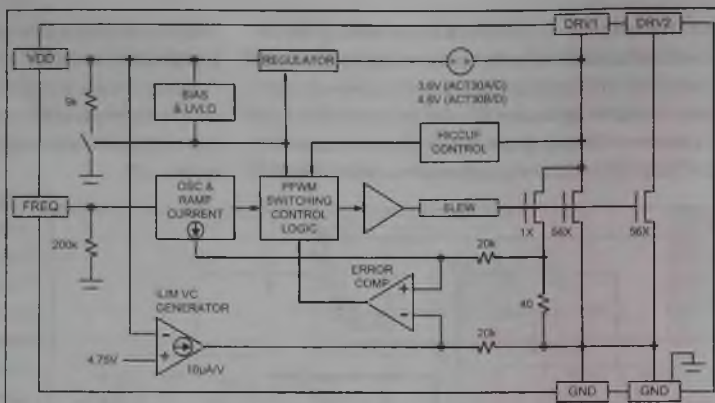 DRV1
DRV2
VDD
REGULATOR
3.6V (ACT30A/C)
4.6V (ACT30B/D)
9k
BIAS
& UVLO
HICCUP
CONTROL
FREQ
OSC &
RAMP
CURRENT
PFWM
SWITCHING
CONTROL
LOGIC
SLEW
1X
56X
56X
200k
20k
ERROR
COMP
40
ILIM VC
GENERATOR
20k
4.75V
10μA/V
GND
GND